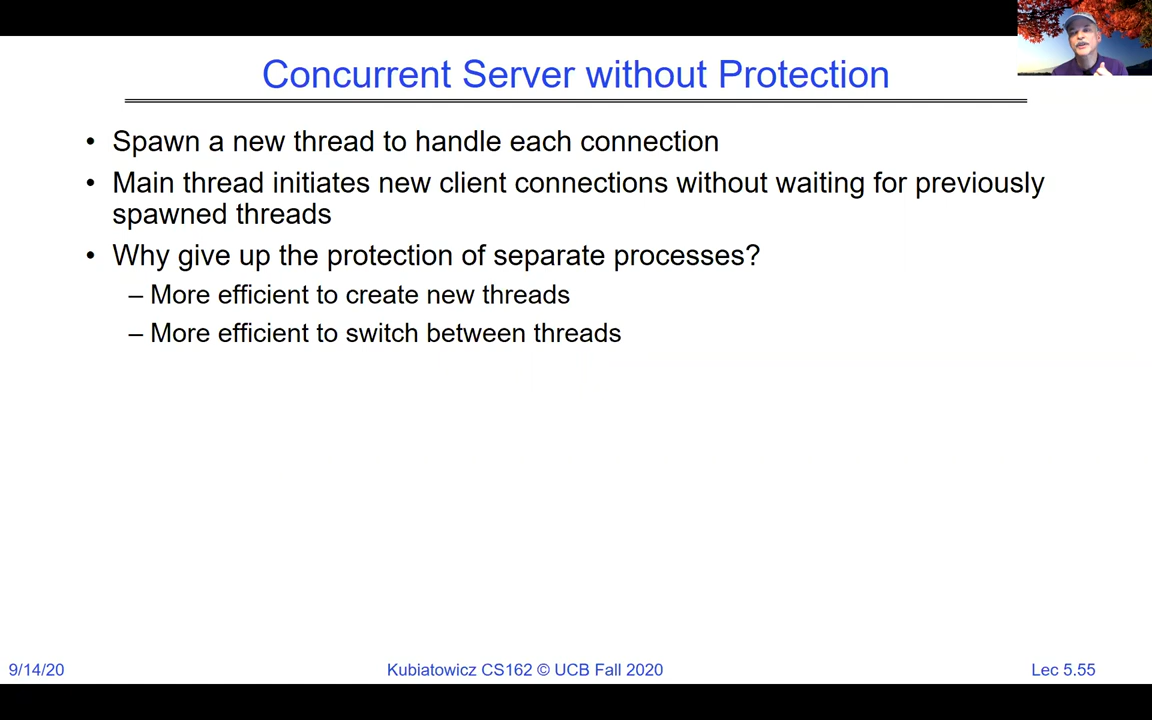 Concurrent Server without Protection
• Spawn a new thread to handle each connection
• Main thread initiates new client connections without waiting for previously
spawned threads
• Why give up the protection of separate processes?
– More efficient to create new threads
– More efficient to switch between threads
9/14/20
Kubiatowicz CS162 © UCB Fall 2020
Lec 5.55